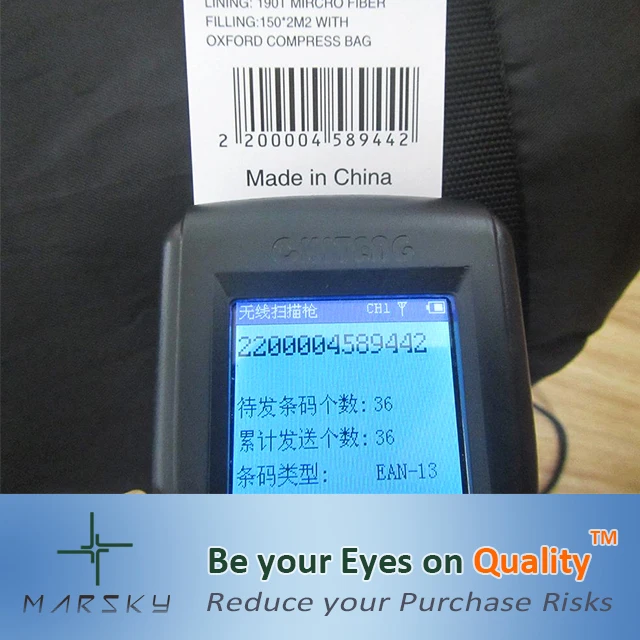 LINING: 190T MIRCRO FIBER
FILLING:150*2M2 WITH
OXFORD COMPRESS BAG
2 200004 589442
Made in China
无线扫描枪 CH1
2200004589442
待发条码个数:36
累计发送个数:36
条码类型: EAN-13
MARSKY
Be your Eyes on Quality™
Reduce your Purchase Risks